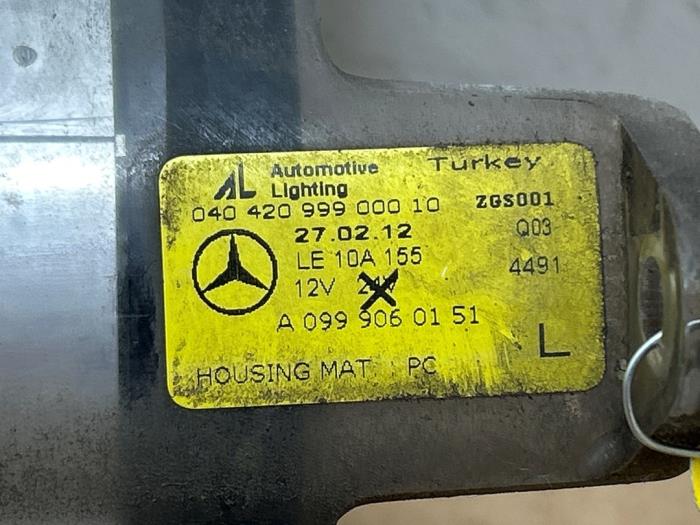 AL Automotive Lighting Turkey
040 420 999 000 10 ZGS001
27.02.12 Q03
LE 10A 155 4491
12V
A 099 906 01 51
L
HOUSING MAT : PC